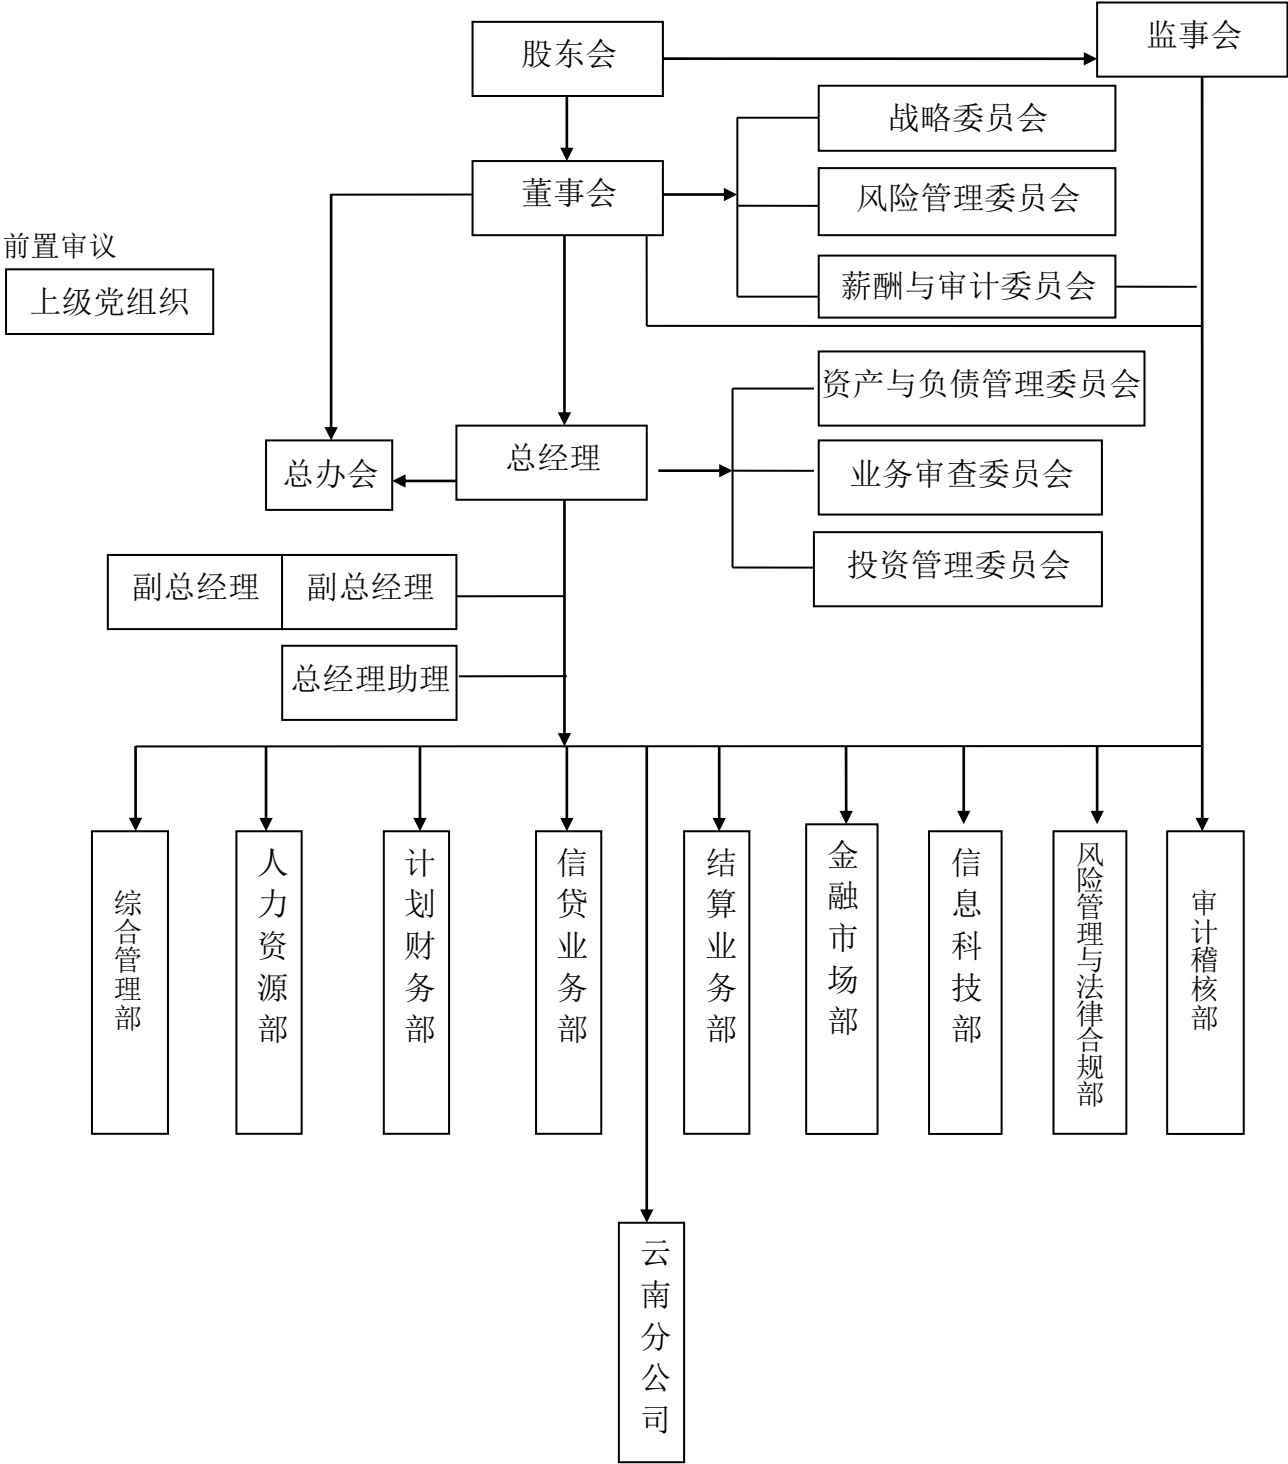 股东会
监事会
战略委员会
董事会
风险管理委员会
前置审议
上级党组织
薪酬与审计委员会
资产与负债管理委员会
总办会
总经理
业务审查委员会
投资管理委员会
副总经理
副总经理
总经理助理
综合管理部
人力资源部
计划财务部
信贷业务部
结算业务部
金融市场部
信息科技部
风险管理与法律合规部
审计稽核部
云南分公司